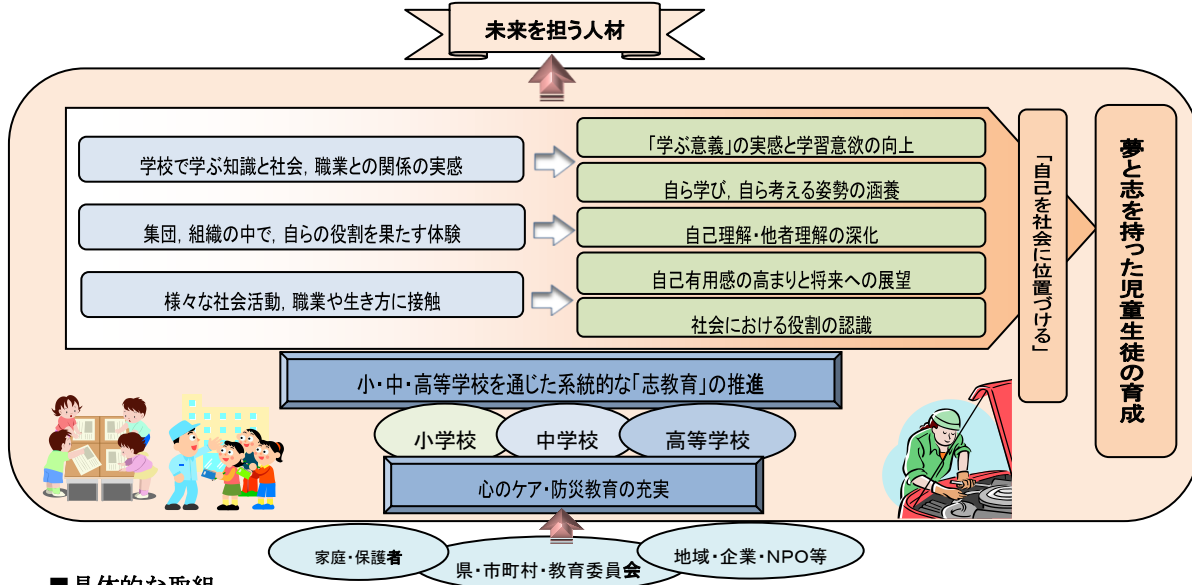 未来を担う人材
学校で学ぶ知識と社会，職業との関係の実感
集団，組織の中で，自らの役割を果たす体験
様々な社会活動，職業や生き方に接触
「学ぶ意義」の実感と学習意欲の向上
自ら学び，自ら考える姿勢の涵養
自己理解・他者理解の深化
自己有用感の高まりと将来への展望
社会における役割の認識
「自己を社会に位置づける」
夢と志を持った児童生徒の育成
小・中・高等学校を通じた系統的な「志教育」の推進
小学校
中学校
高等学校
心のケア・防災教育の充実
家庭・保護者
県・市町村・教育委員会
地域・企業・NPO等
■具体的な取組